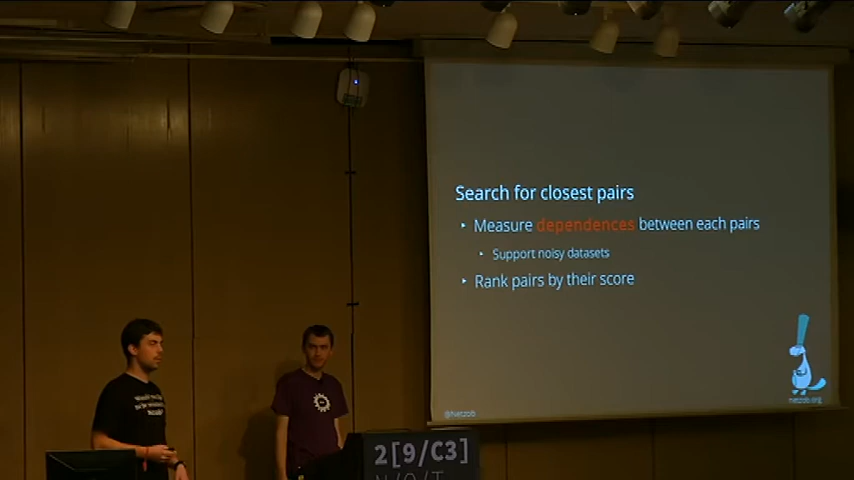 Search for closest pairs
Measure dependences between each pairs
Support noisy datasets
Rank pairs by their score
@Netzob
netzob.org
2[9/C3]
N/O/T